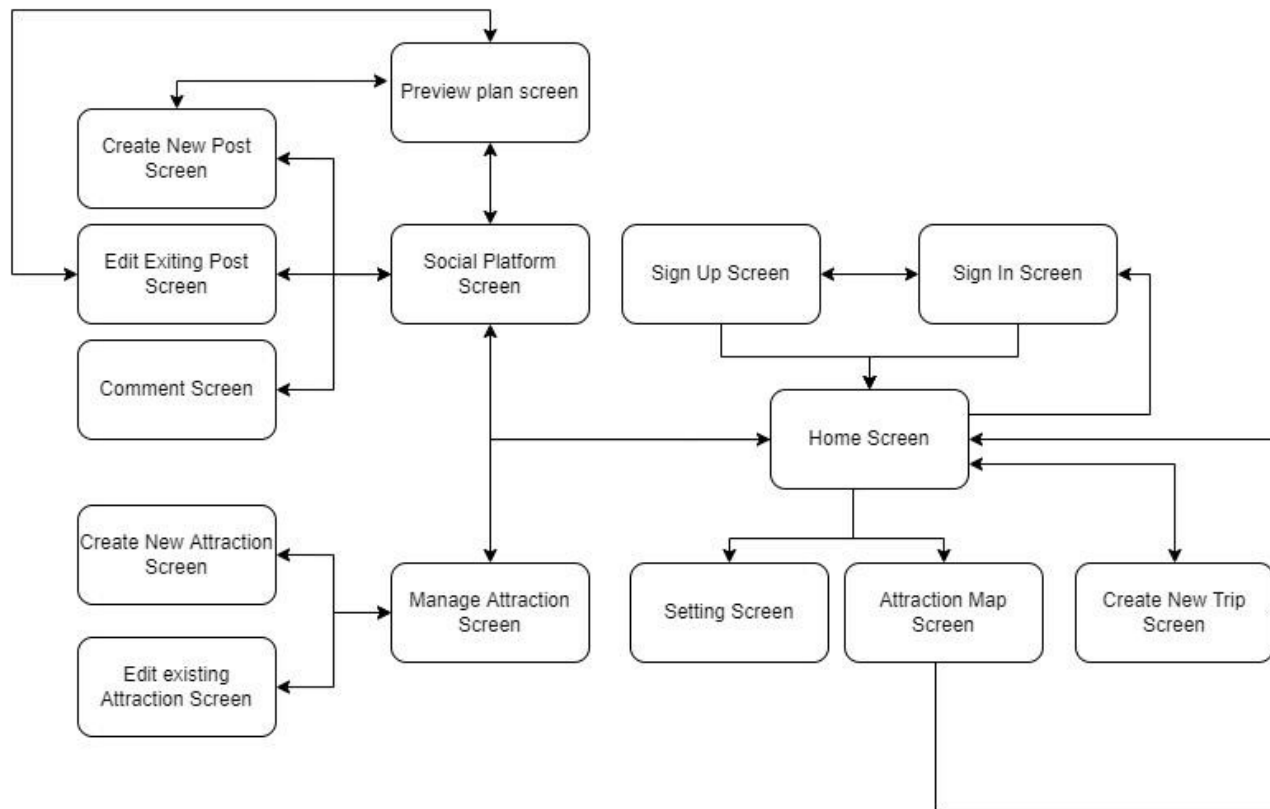 Preview plan screen
Create New Post
Screen
Edit Exiting Post
Screen
Social Platform
Screen
Sign Up Screen
Sign In Screen
Comment Screen
Home Screen
Create New Attraction
Screen
Manage Attraction
Screen
Setting Screen
Attraction Map
Screen
Create New Trip
Screen
Edit existing
Attraction Screen